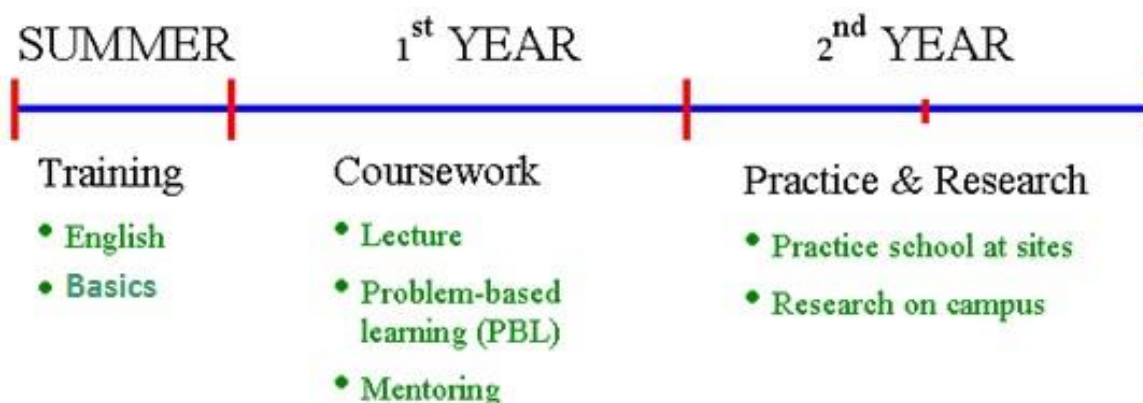 SUMMER
1st YEAR
2nd YEAR
Training
• English
• Basics
Coursework
• Lecture
• Problem-based
learning (PBL)
• Mentoring
Practice & Research
• Practice school at sites
• Research on campus